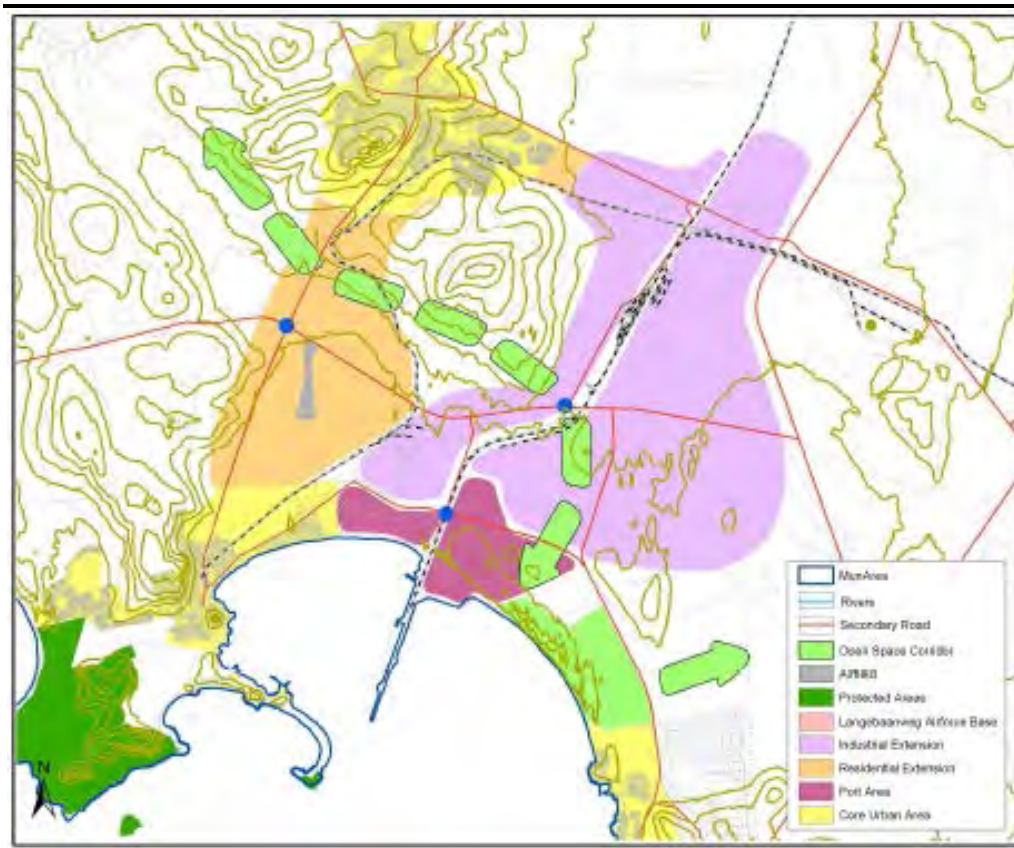 N
MunArea
Rivers
Secondary Road
Open Space Corridor
Airfield
Protected Areas
Langebaanweg Airforce Base
Industrial Extension
Residential Extension
Port Area
Core Urban Area